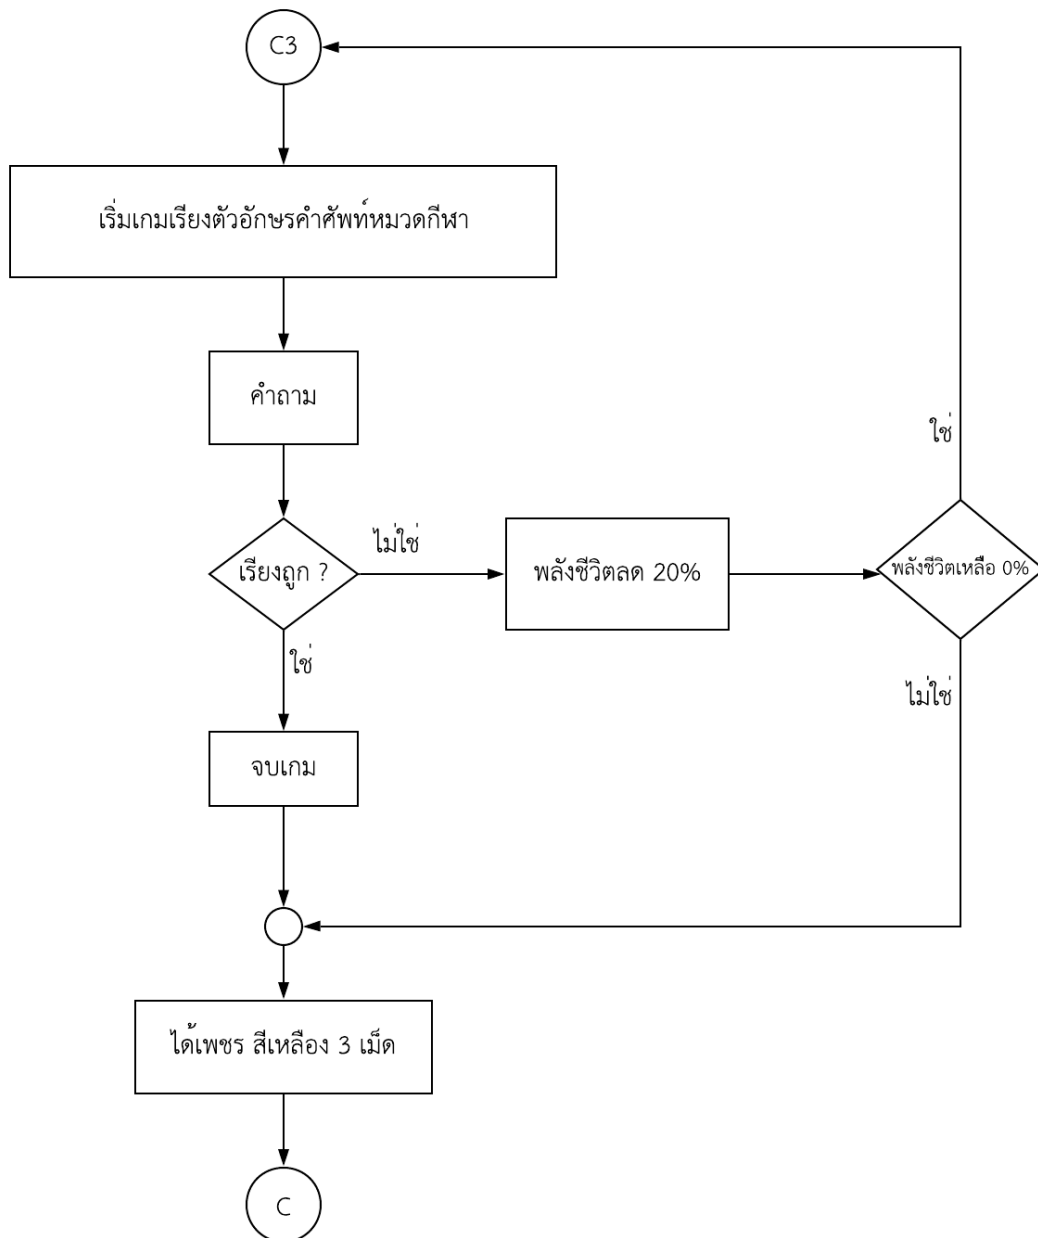 C3
เริ่มเกมเรียงตัวอักษรคำศัพท์หมวดกีฬา
คำถาม
ใช่
ไม่ใช่
เรียงถูก ?
พลังชีวิตลด 20%
พลังชีวิตเหลือ 0%
ใช่
ไม่ใช่
จบเกม
ได้เพชร สีเหลือง 3 เม็ด
C